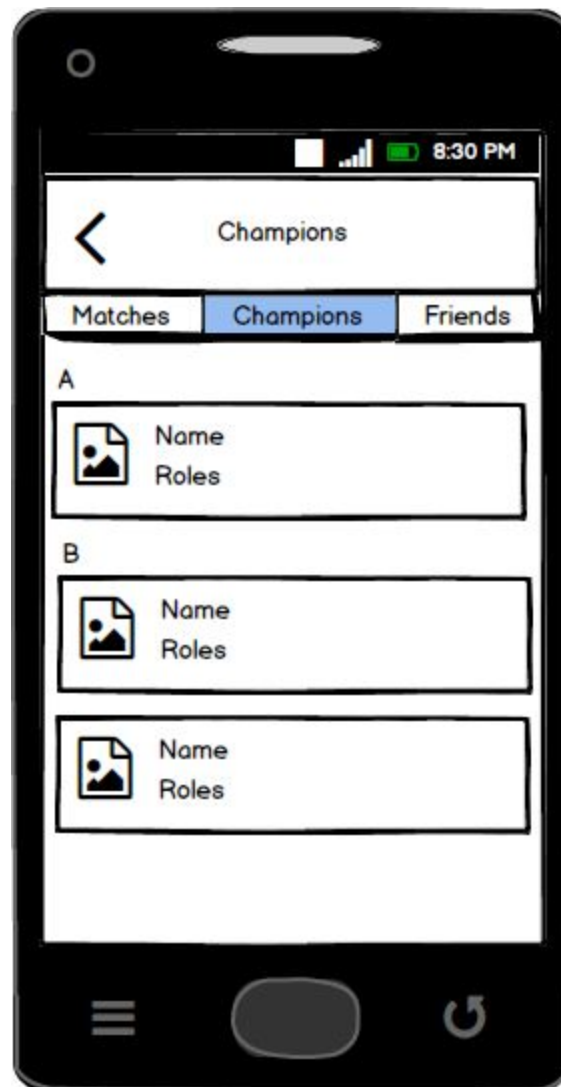 8:30 PM
Champions
Matches Champions Friends
A
Name
Roles
B
Name
Roles
Name
Roles